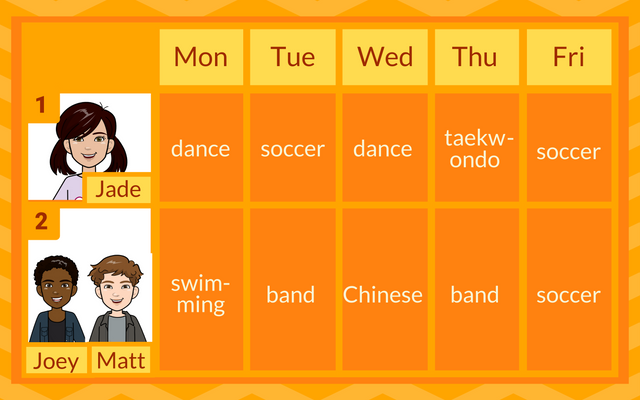 Mon Tue Wed Thu Fri
1
Jade
dance
soccer
dance
taekw-
ondo
soccer
2
Joey Matt
swim-
ming
band
Chinese
band
soccer